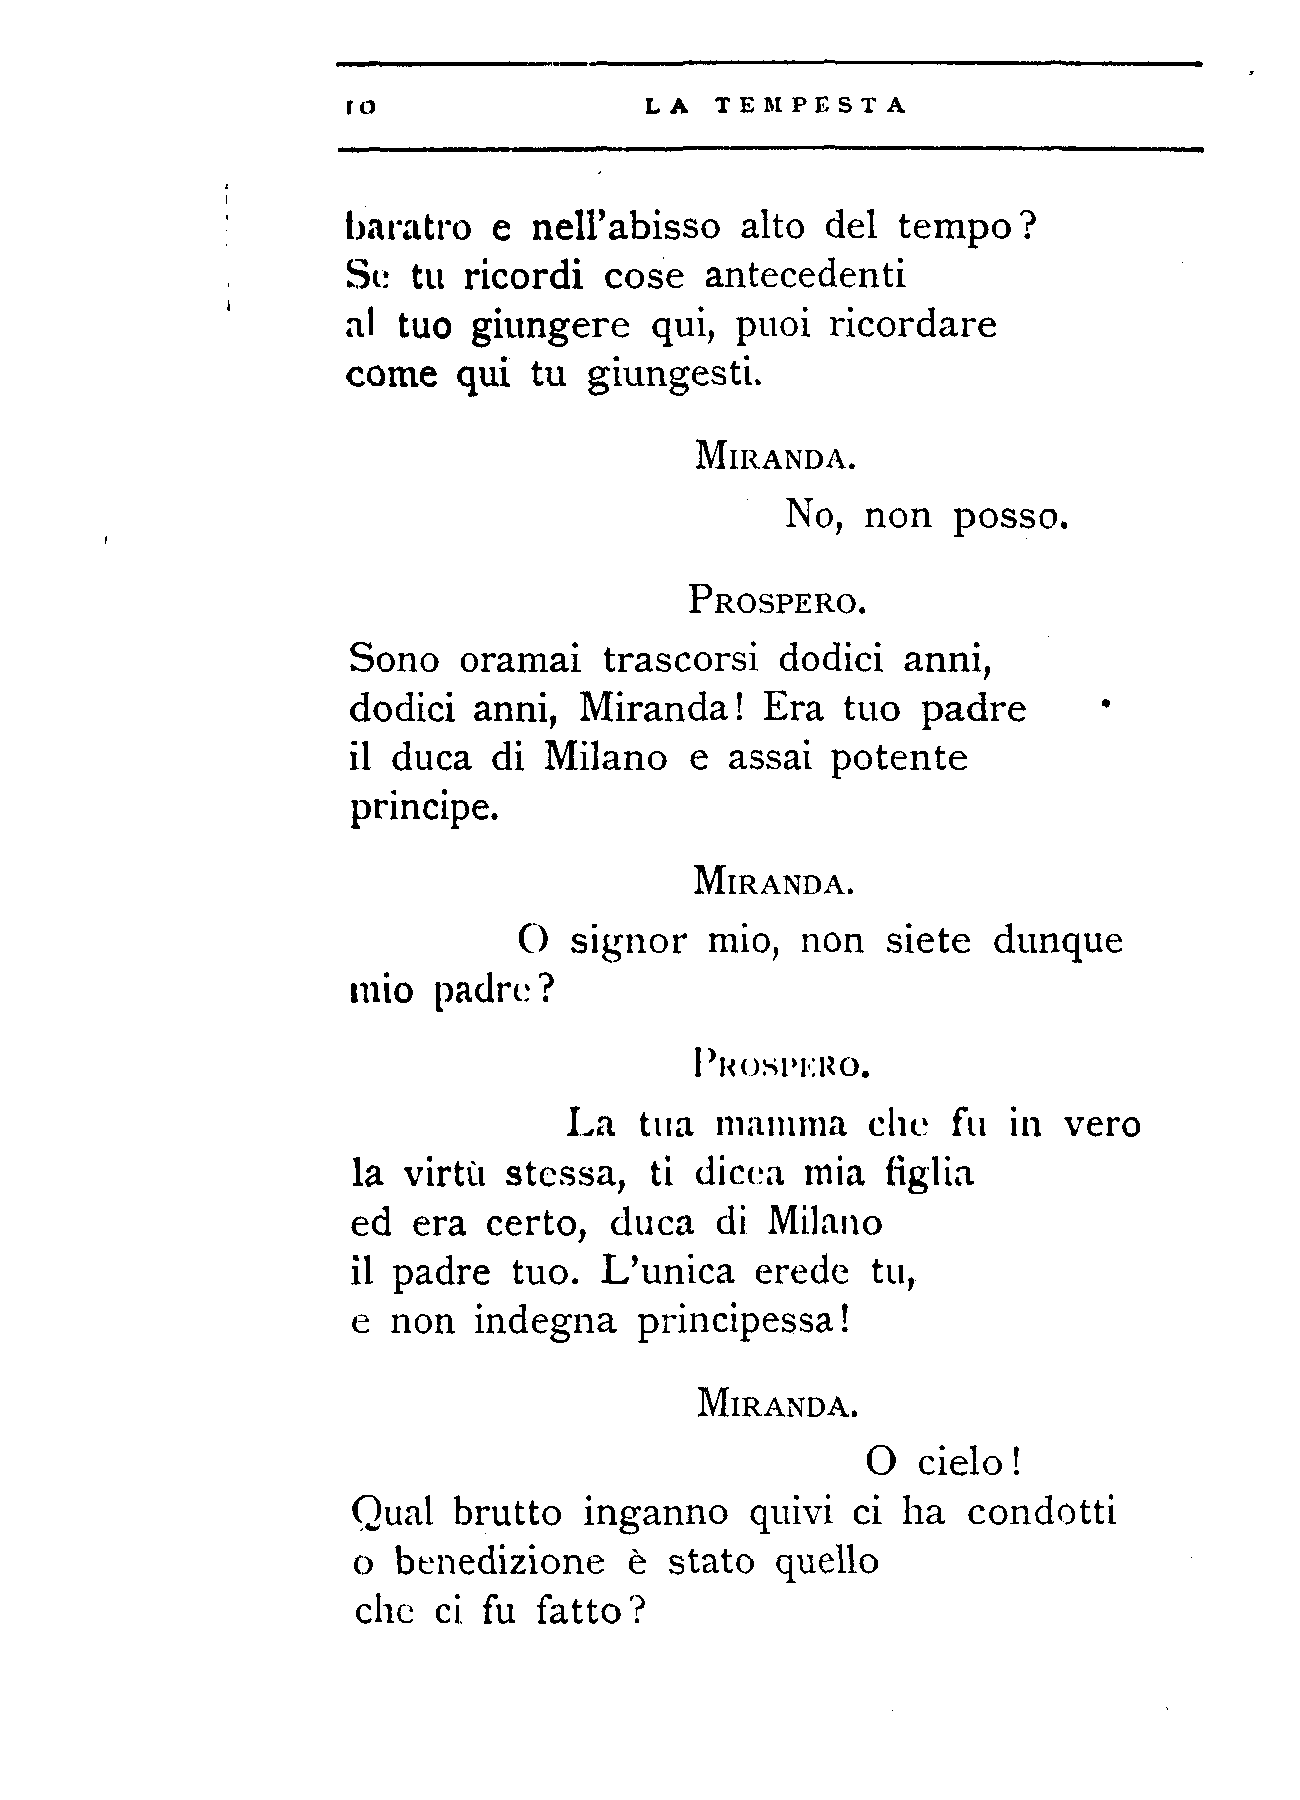 10 LA TEMPESTA
baratro e nell'abisso alto del tempo?
Se tu ricordi cose antecedenti
al tuo giungere qui, puoi ricordare
come qui tu giungesti.
MIRANDA.
No, non posso.
PROSPERO.
Sono oramai trascorsi dodici anni,
dodici anni, Miranda! Era tuo padre
il duca di Milano e assai potente
principe.
MIRANDA.
O signor mio, non siete dunque
mio padre?
PROSPERO.
La tua mamma che fu in vero
la virtù stessa, ti dicea mia figlia
ed era certo, duca di Milano
il padre tuo. L'unica erede tu,
e non indegna principessa!
MIRANDA.
O cielo!
Qual brutto inganno quivi ci ha condotti
o benedizione è stato quello
che ci fu fatto?